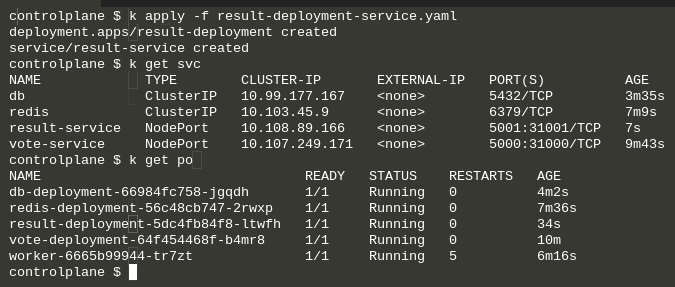 controlplane $ k apply -f result-deployment-service.yaml
deployment.apps/result-deployment created
service/result-service created
controlplane $ k get svc
NAME TYPE CLUSTER-IP EXTERNAL-IP PORT(S) AGE
db ClusterIP 10.99.177.167 <none> 5432/TCP 3m35s
redis ClusterIP 10.103.45.9 <none> 6379/TCP 7m9s
result-service NodePort 10.108.89.166 <none> 5001:31001/TCP 7s
vote-service NodePort 10.107.249.171 <none> 5000:31000/TCP 9m43s
controlplane $ k get po
NAME READY STATUS RESTARTS AGE
db-deployment-66984fc758-jgqdh 1/1 Running 0 4m2s
redis-deployment-56c48cb747-2rwxp 1/1 Running 0 7m36s
result-deployment-5dc4fb84f8-ltwfh 1/1 Running 0 34s
vote-deployment-64f454468f-b4mr8 1/1 Running 0 10m
worker-6665b99944-tr7zt 1/1 Running 5 6m16s
controlplane $